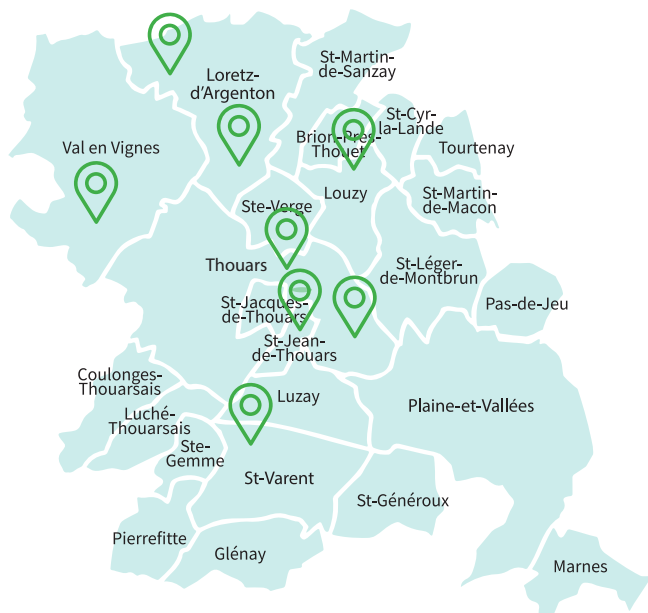 St-Martin-
de-Sanzay
Loretz-
d'Argenton
St-Cyr-
la-Lande
Brion-Près-
Thouet
Tourtenay
Val en Vignes
St-Martin-
de-Macon
Louzy
Ste-Verge
Thouars
St-Léger-
de-Montbrun
Pas-de-Jeu
St-Jacques-
de-Thouars
St-Jean-
de-Thouars
Coulonges-
Thouarsais
Luzay
Plaine-et-Vallées
Luché-
Thouarsais
Ste-
Gemme
St-Varent
St-Généroux
Pierrefitte
Glénay
Marnes